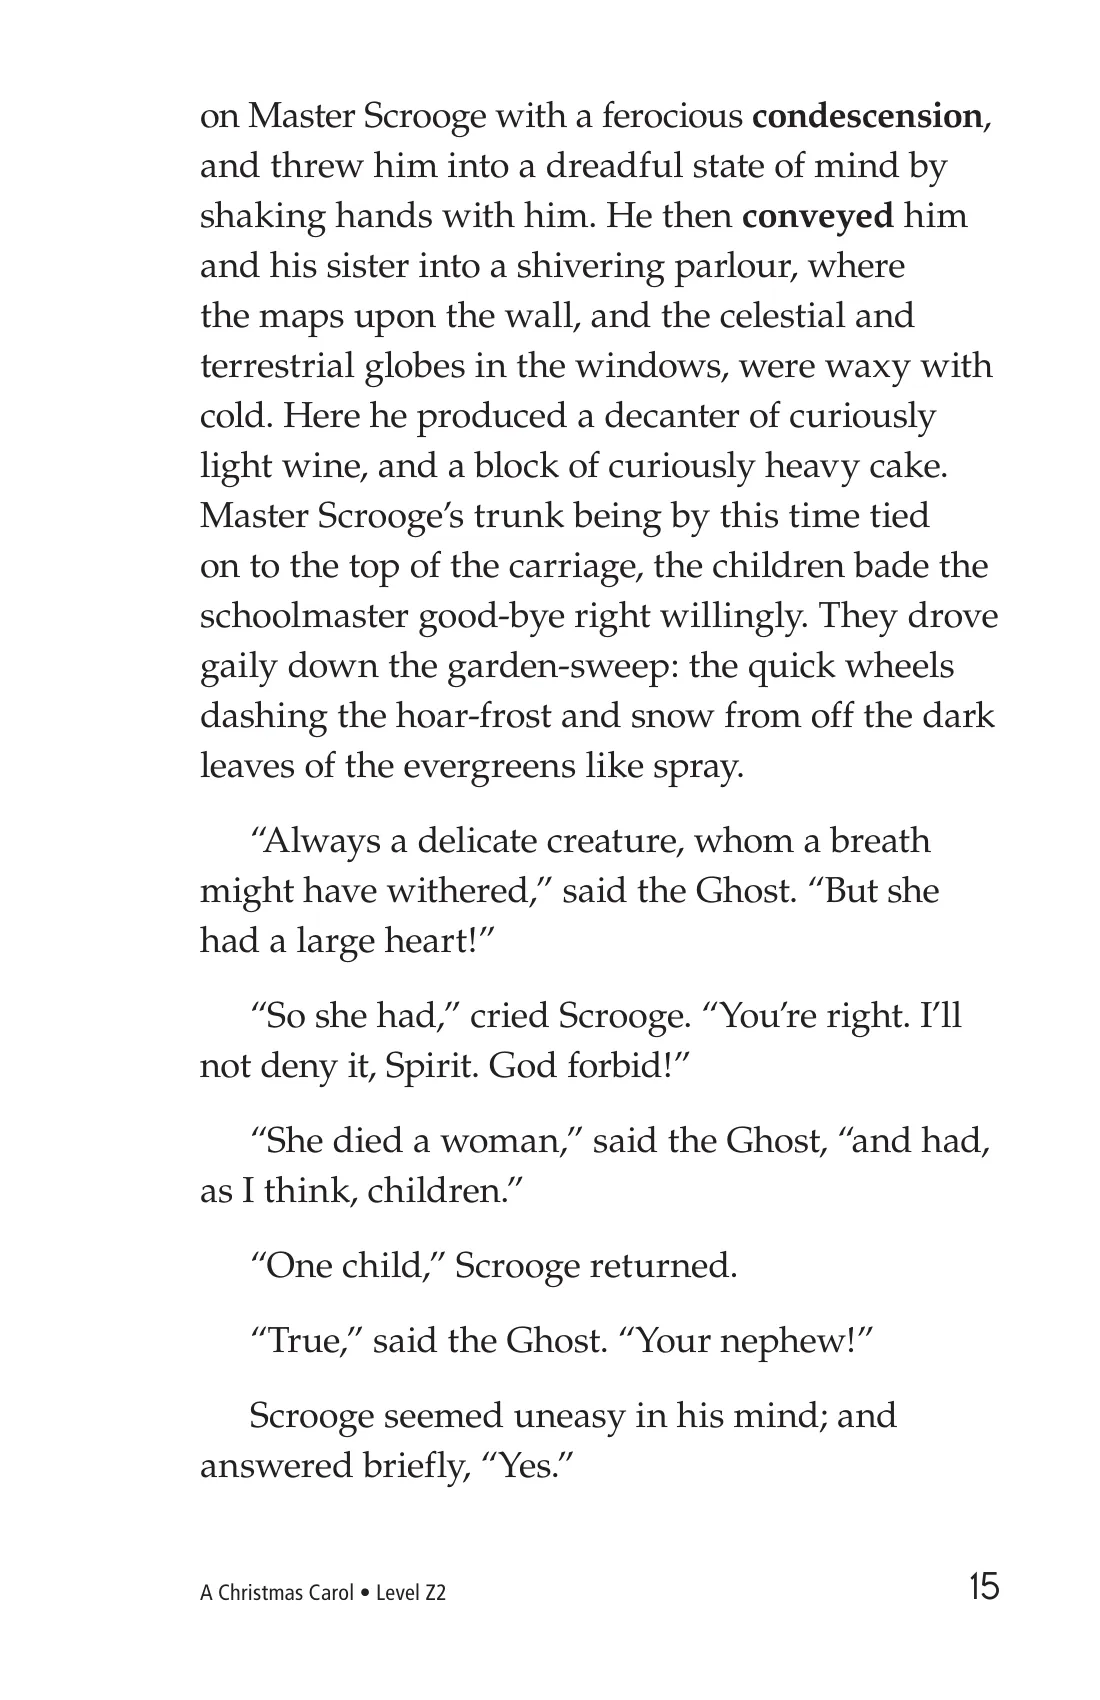 on Master Scrooge with a ferocious condescension,
and threw him into a dreadful state of mind by
shaking hands with him. He then conveyed him
and his sister into a shivering parlour, where
the maps upon the wall, and the celestial and
terrestrial globes in the windows, were waxy with
cold. Here he produced a decanter of curiously
light wine, and a block of curiously heavy cake.
Master Scrooge’s trunk being by this time tied
on to the top of the carriage, the children bade the
schoolmaster good-bye right willingly. They drove
gaily down the garden-sweep: the quick wheels
dashing the hoar-frost and snow from off the dark
leaves of the evergreens like spray.
“Always a delicate creature, whom a breath
might have withered,” said the Ghost. “But she
had a large heart!”
“So she had,” cried Scrooge. “You’re right. I’ll
not deny it, Spirit. God forbid!”
“She died a woman,” said the Ghost, “and had,
as I think, children.”
“One child,” Scrooge returned.
“True,” said the Ghost. “Your nephew!”
Scrooge seemed uneasy in his mind; and
answered briefly, “Yes.”
A Christmas Carol • Level Z2
15